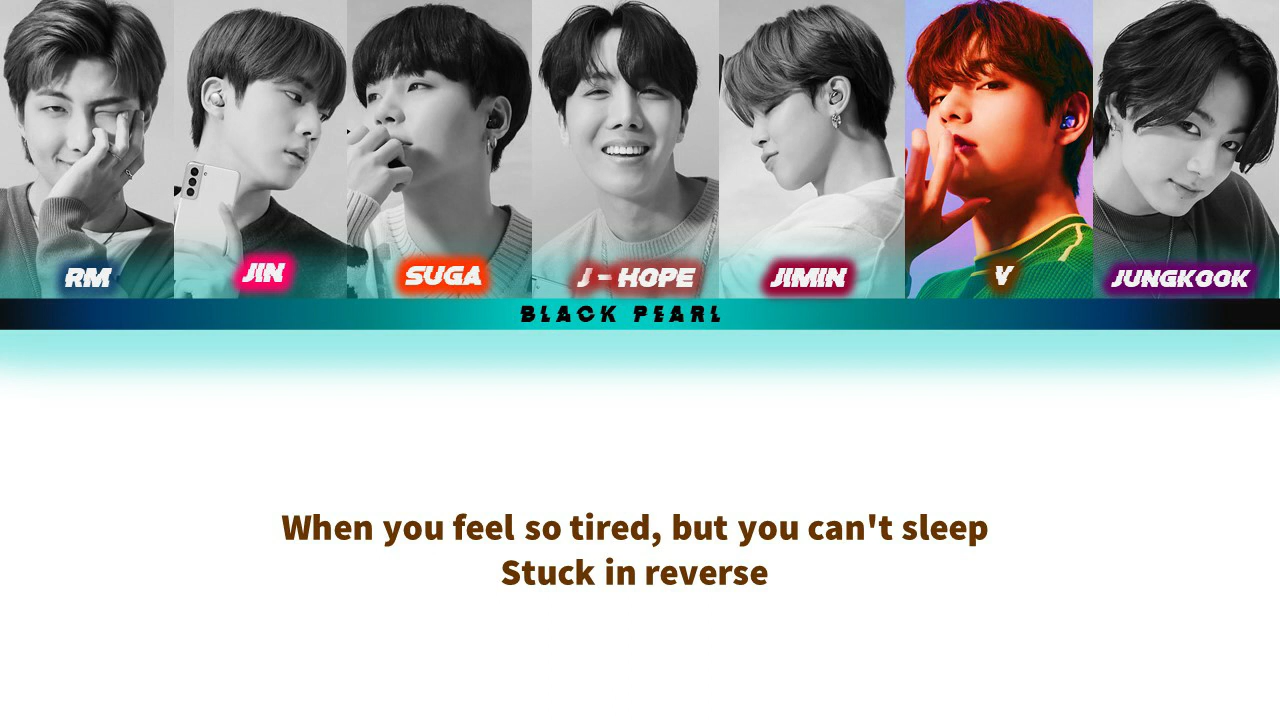 RM
JIN
SUGA
J - HOPE
JIMIN
V
JUNGKOOK
BLACK PEARL
When you feel so tired, but you can't sleep
Stuck in reverse